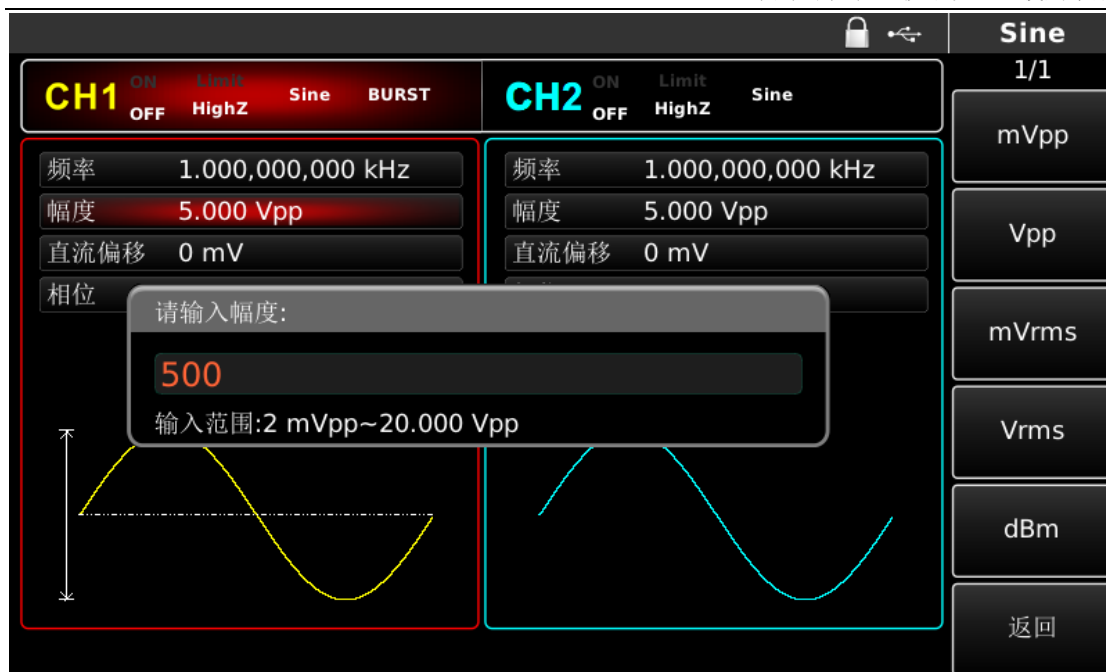 Sine
1/1
CH1 ON OFF Limit HighZ Sine BURST
CH2 ON OFF Limit HighZ Sine
频率 1.000,000,000 kHz
幅度 5.000 Vpp
直流偏移 0 mV
相位
频率 1.000,000,000 kHz
幅度 5.000 Vpp
直流偏移 0 mV
请输入幅度:
500
输入范围:2 mVpp~20.000 Vpp
mVpp
Vpp
mVrms
Vrms
dBm
返回